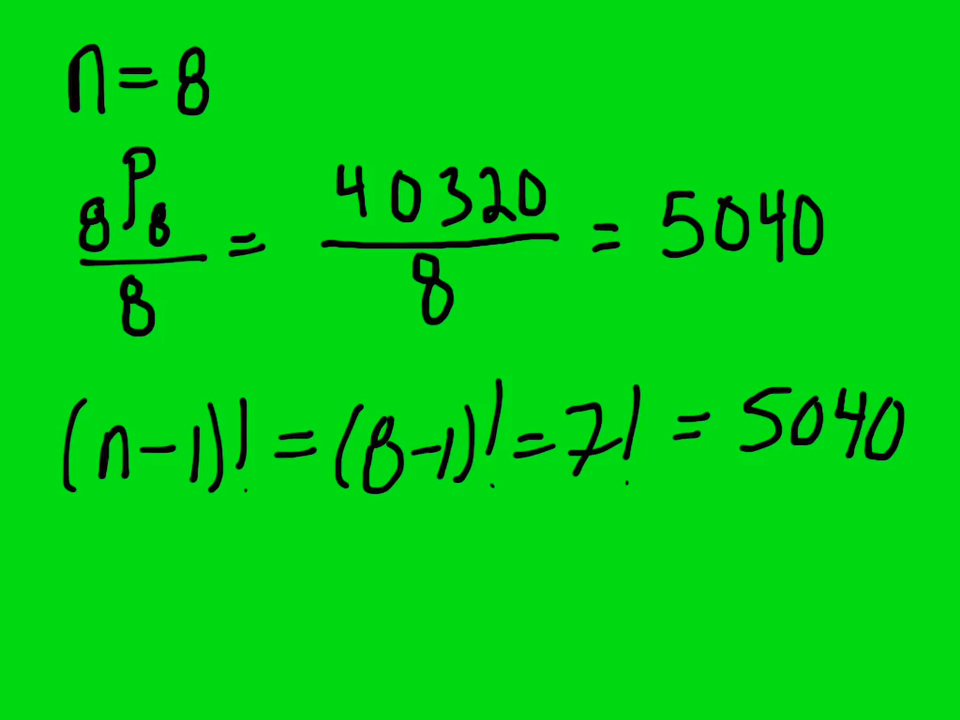 n = 8
₈P₈ / 8 = 40320 / 8 = 5040
(n-1)! = (8-1)! = 7! = 5040